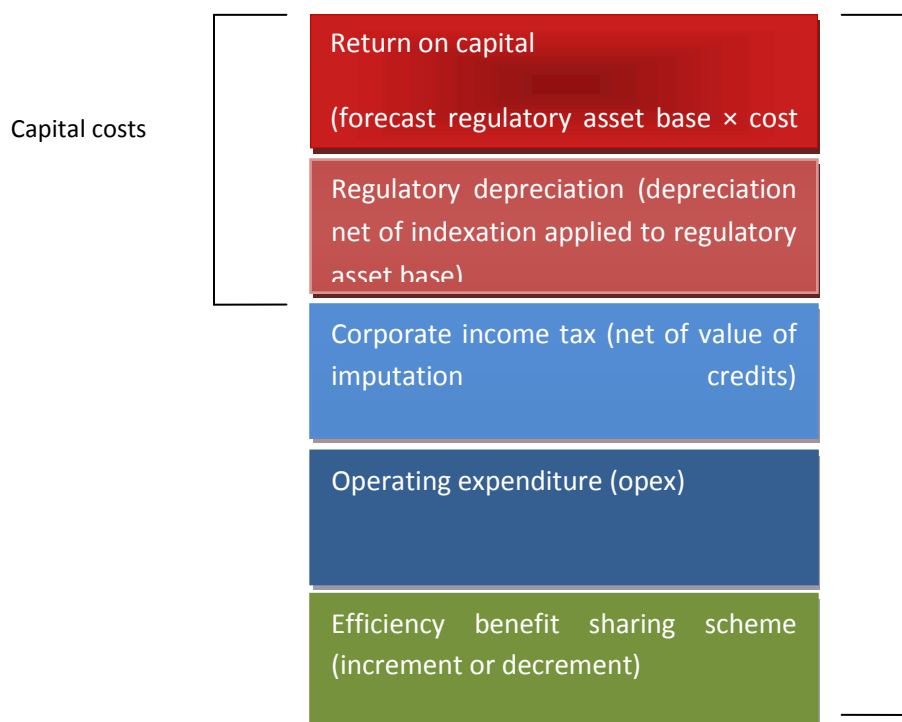 Return on capital
(forecast regulatory asset base × cost
Capital costs
Regulatory depreciation (depreciation
net of indexation applied to regulatory
asset base)
Corporate income tax (net of value of
imputation credits)
Operating expenditure (opex)
Efficiency benefit sharing scheme
(increment or decrement)